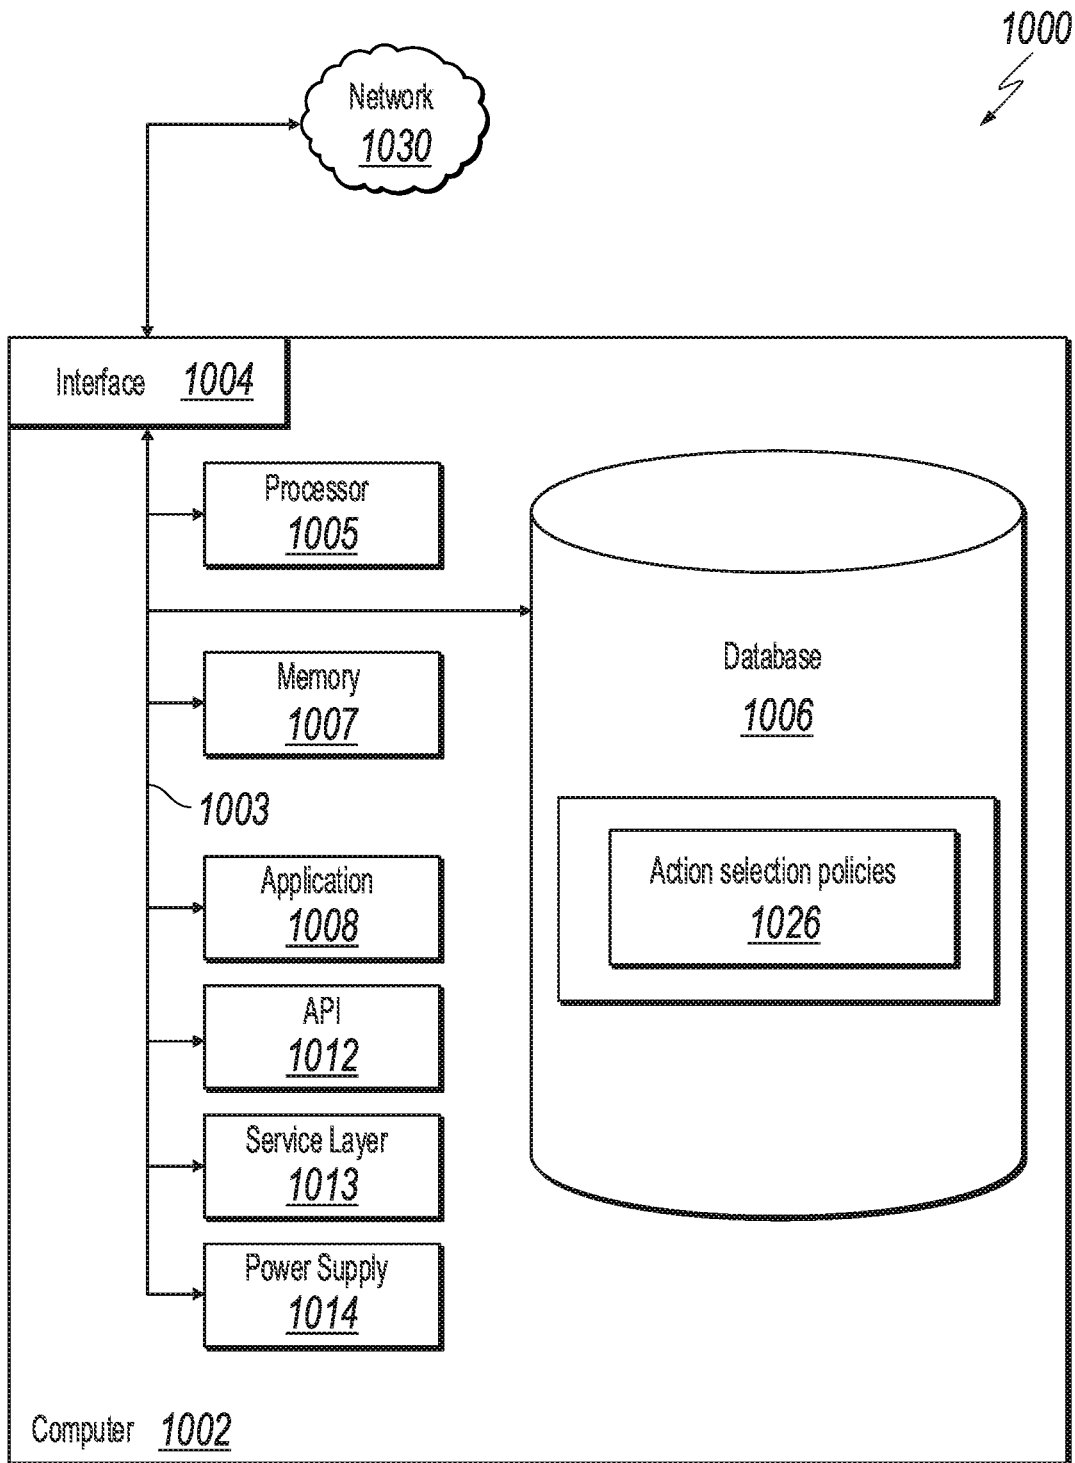 1000
Network
1030
Interface 1004
Processor
1005
Database
1006
Memory
1007
1003
Application
1008
Action selection policies
1026
API
1012
Service Layer
1013
Power Supply
1014
Computer 1002